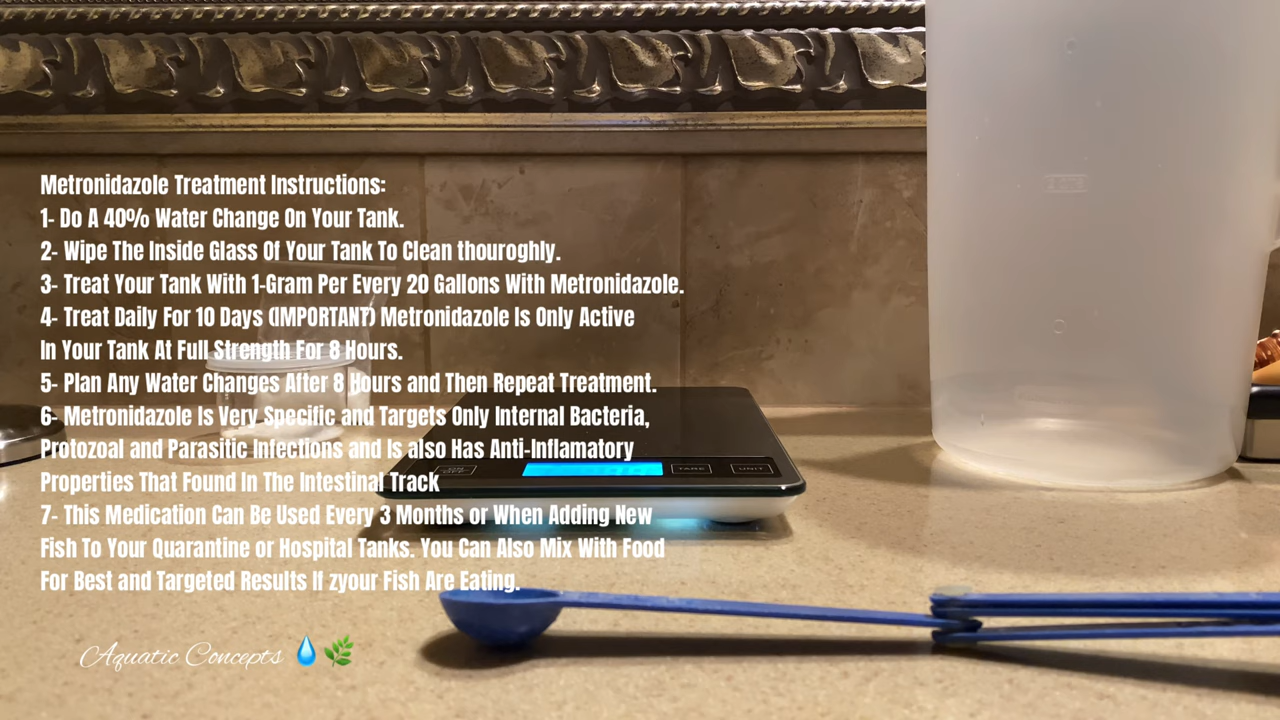 Metronidazole Treatment Instructions:
1- Do A 40% Water Change On Your Tank.
2- Wipe The Inside Glass Of Your Tank To Clean thouroghly.
3- Treat Your Tank With 1-Gram Per Every 20 Gallons With Metronidazole.
4- Treat Daily For 10 Days (IMPORTANT) Metronidazole Is Only Active
In Your Tank At Full Strength For 8 Hours.
5- Plan Any Water Changes After 8 Hours and Then Repeat Treatment.
6- Metronidazole Is Very Specific and Targets Only Internal Bacteria,
Protozoal and Parasitic Infections and Is also Has Anti-Inflamatory
Properties That Found In The Intestinal Track
7- This Medication Can Be Used Every 3 Months or When Adding New
Fish To Your Quarantine or Hospital Tanks. You Can Also Mix With Food
For Best and Targeted Results If zyour Fish Are Eating.
TARE UNIT
Aquatic Concepts